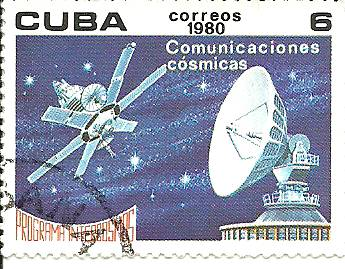 CUBA correos 6
1980
Comunicaciones
cósmicas
PROGRAMA INTERCOSMOS